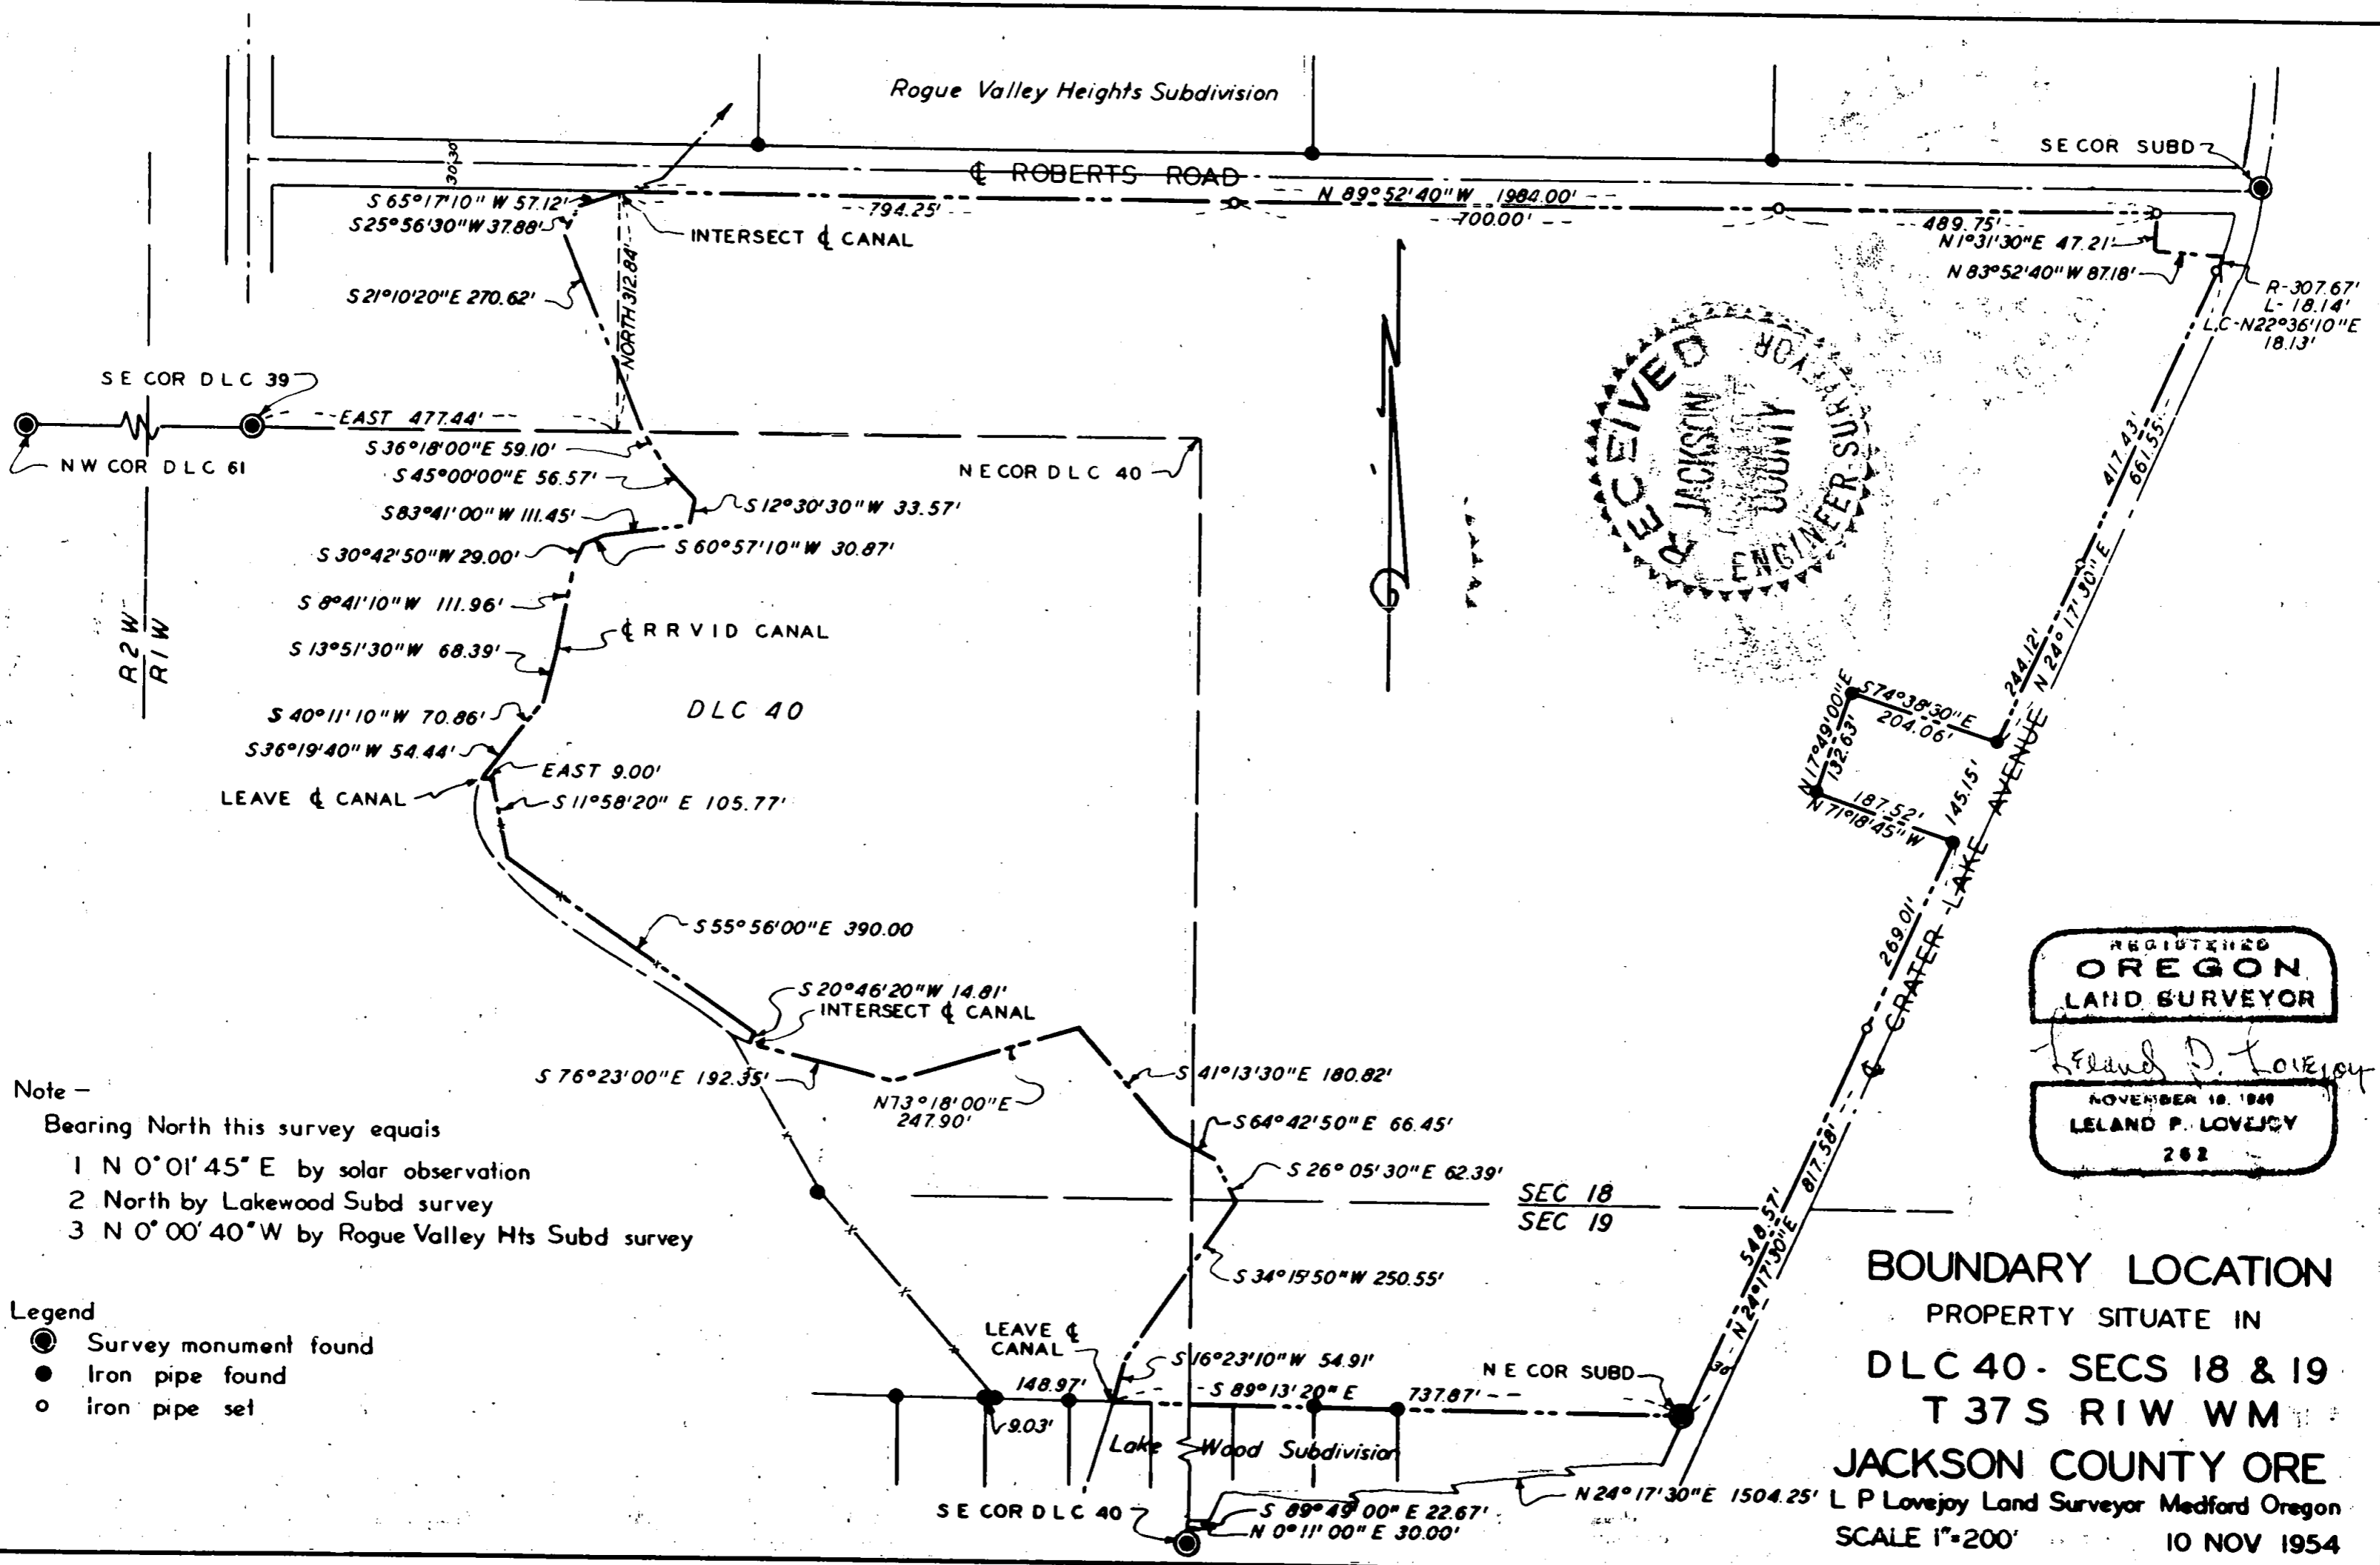 Rogue Valley Heights Subdivision
SE COR SUBD
30' 30'
℄ ROBERTS ROAD
N 89°52'40"W 1984.00'
794.25'
700.00'
489.75'
S 65°17'10" W 57.12'
S25°56'30"W 37.88'
INTERSECT ℄ CANAL
N1°31'30"E 47.21'
N 83°52'40"W 87.18'
R-307.67'
L- 18.14'
L.C-N22°36'10"E
18.13'
S21°10'20"E 270.62'
NORTH 312.84'
SE COR DLC 39
EAST 477.44'
NW COR DLC 61
S36°18'00"E 59.10'
S45°00'00"E 56.57'
NE COR DLC 40
S12°30'30"W 33.57'
S83°41'00"W 111.45'
S 60°57'10"W 30.87'
S 30°42'50"W 29.00'
S 8°41'10"W 111.96'
℄ R R V I D CANAL
S 13°51'30"W 68.39'
R2W
R1W
DLC 40
S 40°11'10"W 70.86'
S36°19'40"W 54.44'
EAST 9.00'
LEAVE ℄ CANAL
S 11°58'20" E 105.77'
RECEIVED
JACKSON
COUNTY
ENGINEER-SURVEYOR
417.43'
661.55'
244.12'
N 24°17'30"E
S74°38'30"E
204.06'
N17°49'00"E
132.63'
187.52'
N 71°18'45"W
145.15'
℄ CRATER LAKE AVENUE
269.01'
S55°56'00"E 390.00
S 20°46'20"W 14.81'
INTERSECT ℄ CANAL
S 76°23'00"E 192.35'
N73°18'00"E
247.90'
S 41°13'30"E 180.82'
S64°42'50"E 66.45'
S 26°05'30"E 62.39'
SEC 18
SEC 19
S 34°15'50"W 250.55'
548.57'
817.58'
N 24°17'30"E
30'
REGISTERED
OREGON
LAND SURVEYOR
Leland P. Lovejoy
NOVEMBER 10, 1949
LELAND P. LOVEJOY
262
Note -
Bearing North this survey equals
1 N 0°01'45" E by solar observation
2 North by Lakewood Subd survey
3 N 0°00'40"W by Rogue Valley Hts Subd survey
Legend
Survey monument found
Iron pipe found
Iron pipe set
LEAVE ℄
CANAL
S 16°23'10"W 54.91'
148.97'
S 89°13'20" E 737.87'
NE COR SUBD
9.03'
Lake Wood Subdivision
SE COR DLC 40
S 89°49'00" E 22.67'
N 0°11'00" E 30.00'
N 24°17'30"E 1504.25'
BOUNDARY LOCATION
PROPERTY SITUATE IN
DLC 40 - SECS 18 & 19
T 37 S R1W WM
JACKSON COUNTY ORE
L P Lovejoy Land Surveyor Medford Oregon
SCALE 1"=200' 10 NOV 1954